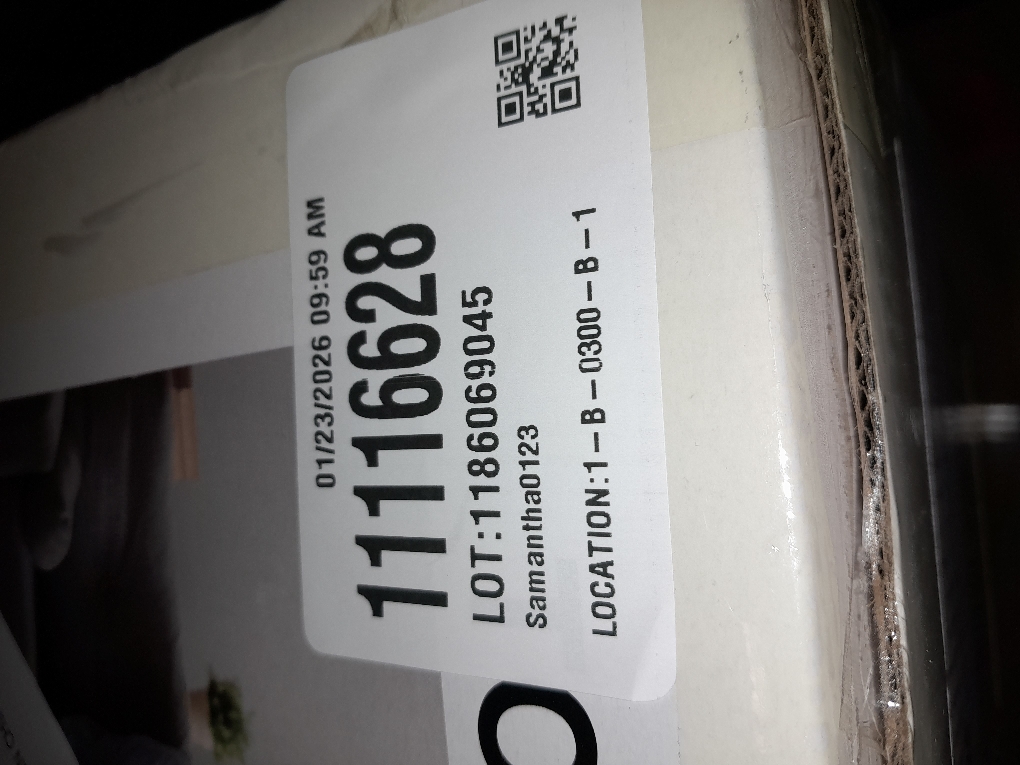 01/23/2026 09:59 AM
11116628
LOT:1186069045
Samantha0123
LOCATION:1-B-0300-B-1